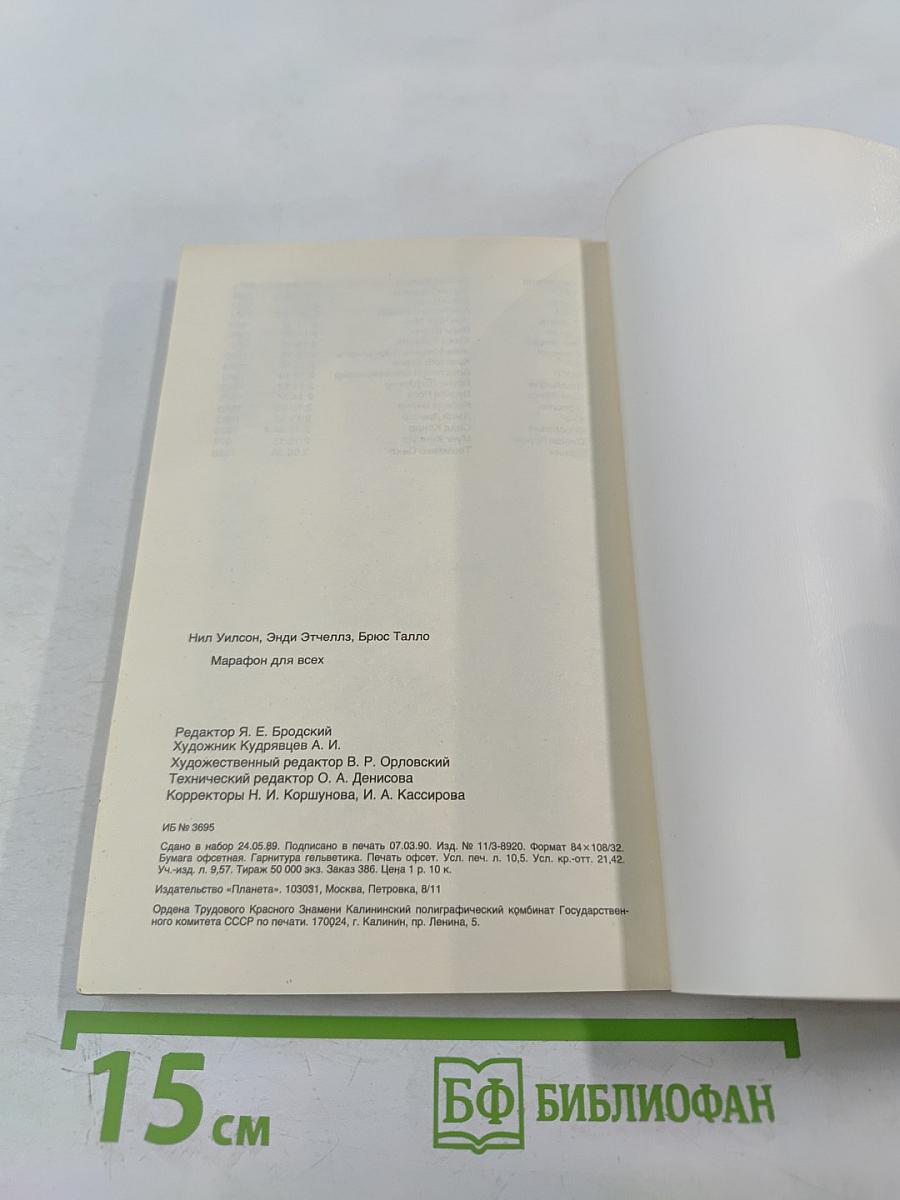 Нил Уилсон, Энди Этчеллз, Брюс Талло
Марафон для всех
Редактор Я. Е. Бродский
Художник Кудрявцев А. И.
Художественный редактор В. Р. Орловский
Технический редактор О. А. Денисова
Корректоры Н. И. Коршунова, И. А. Кассирова
ИБ № 3695
Сдано в набор 24.05.89. Подписано в печать 07.03.90. Изд. № 11/3-8920. Формат 84×108/32.
Бумага офсетная. Гарнитура гельветика. Печать офсет. Усл. печ. л. 10,5. Усл. кр.-отт. 21,42.
Уч.-изд. л. 9,57. Тираж 50 000 экз. Заказ 386. Цена 1 р. 10 к.
Издательство «Планета». 103031, Москва, Петровка, 8/11
Ордена Трудового Красного Знамени Калининский полиграфический комбинат Государствен-
ного комитета СССР по печати. 170024, г. Калинин, пр. Ленина, 5.
15 см
БФ БИБЛИОФАН